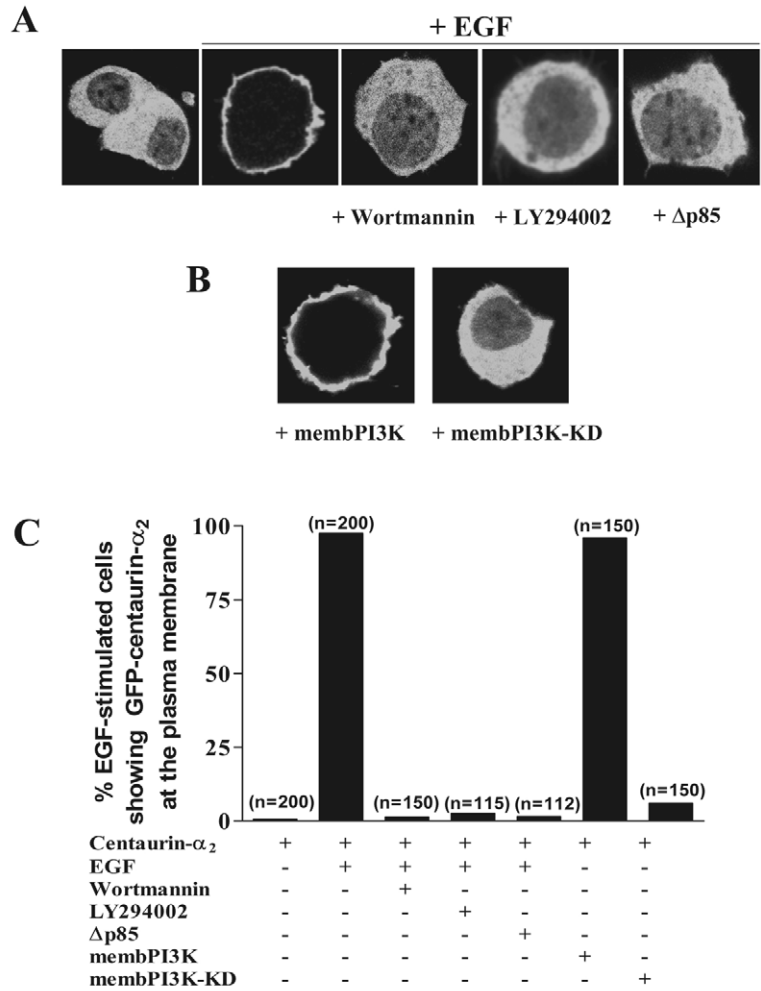 A
+ EGF
+ Wortmannin + LY294002 + Δp85
B
+ membPI3K + membPI3K-KD
C
% EGF-stimulated cells
showing GFP-centaurin-α2
at the plasma membrane
100
75
50
25
0
(n=200)
(n=200)
(n=150)
(n=115)
(n=112)
(n=150)
(n=150)
Centaurin-α2 + + + + + + +
EGF - + + + + - -
Wortmannin - - + - - - -
LY294002 - - - + - - -
Δp85 - - - - + - -
membPI3K - - - - - + -
membPI3K-KD - - - - - - +